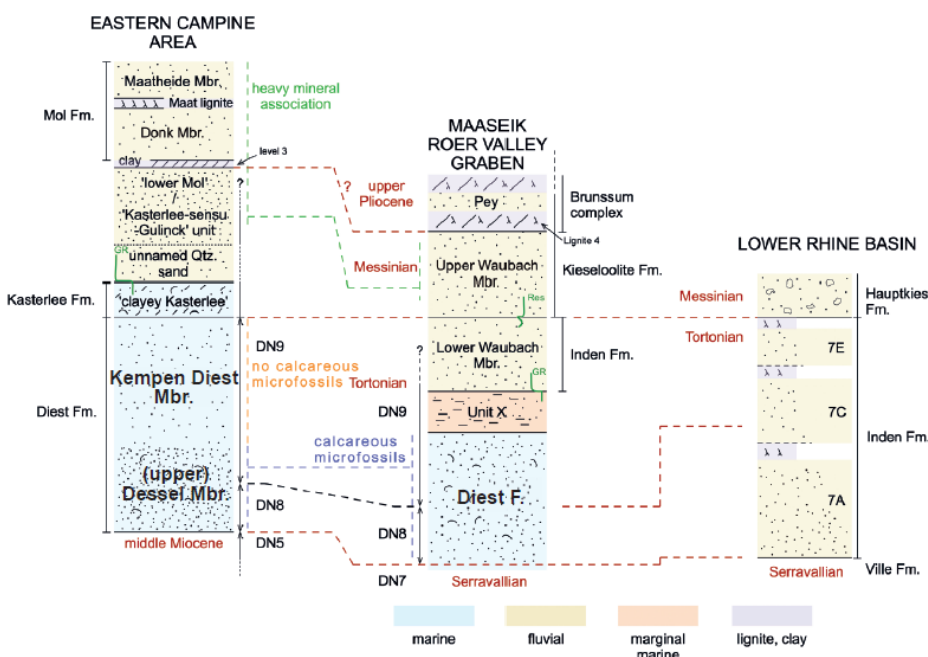 EASTERN CAMPINE
AREA
Maatheide Mbr.
Maat lignite
Mol Fm.
Donk Mbr.
clay
level 3
heavy mineral
association
?
'lower Mol'
/
'Kasterlee-sensu
-Gulinck' unit
GR
unnamed Qtz.
sand
Kasterlee Fm.
'clayey Kasterlee'
DN9
Kempen Diest
Mbr.
Diest Fm.
(upper)
Dessel Mbr.
DN8
middle Miocene
DN5
no calcareous
microfossils
calcareous
microfossils
MAASEIK
ROER VALLEY
GRABEN
?
upper
Pliocene
Pey
Brunssum
complex
Lignite 4
Messinian
Upper Waubach
Mbr.
Kieseloolite Fm.
Res
?
Lower Waubach
Mbr.
Inden Fm.
GR
Tortonian
DN9
Unit X
Diest F.
DN8
DN7
Serravallian
LOWER RHINE BASIN
Messinian
Hauptkies
Fm.
Tortonian
7E
7C
Inden Fm.
7A
Serravallian
Ville Fm.
marine
fluvial
marginal
marine
lignite, clay